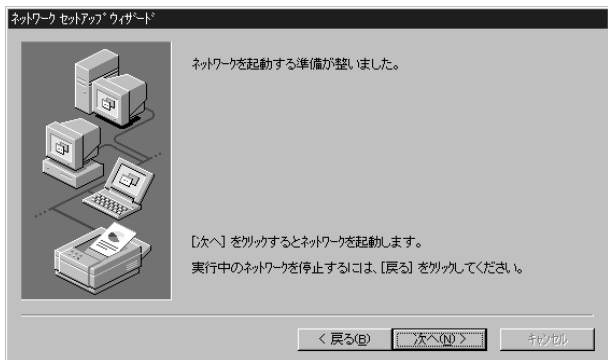 ネットワーク セットアップ ウィザード
ネットワークを起動する準備が整いました。
[次へ] をクリックするとネットワークを起動します。
実行中のネットワークを停止するには、[戻る] をクリックしてください。
< 戻る(B)
次へ(N) >
キャンセル